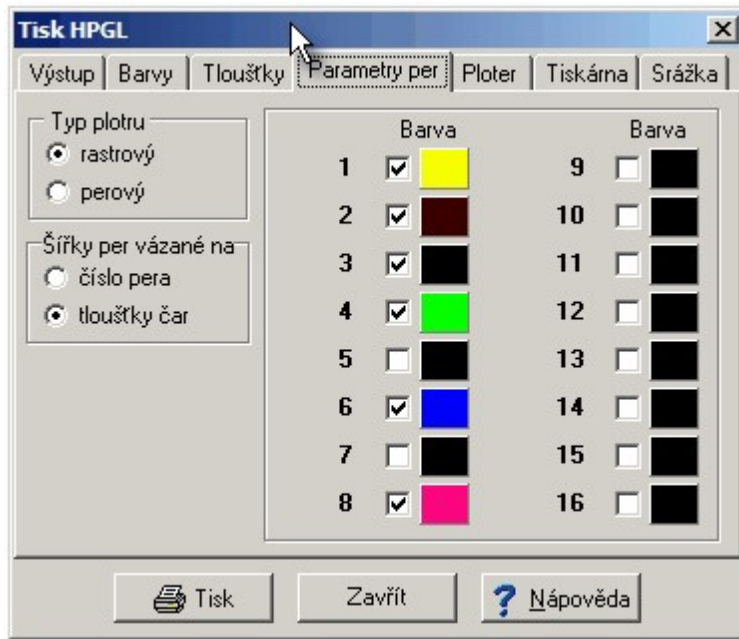 Tisk HPGL
Výstup Barvy Tloušťky Parametry per Ploter Tiskárna Srážka
Typ plotru
rastrový
perový
Šířky per vázané na
číslo pera
tloušťky čar
Barva Barva
1 9
2 10
3 11
4 12
5 13
6 14
7 15
8 16
Tisk Zavřít ? Nápověda